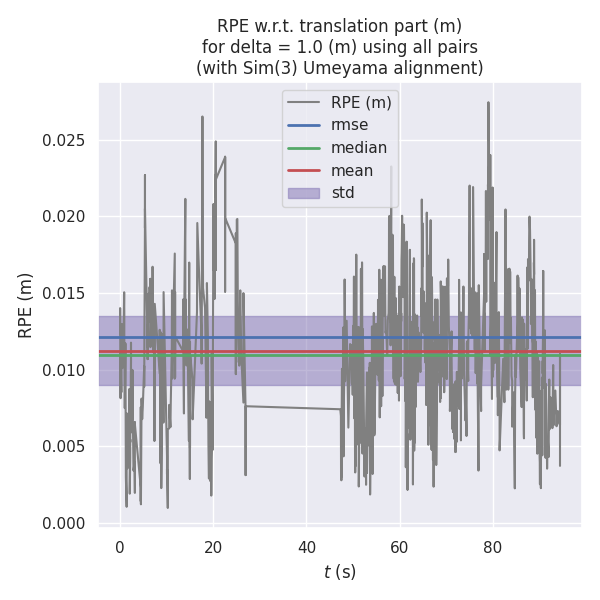 RPE w.r.t. translation part (m)
for delta = 1.0 (m) using all pairs
(with Sim(3) Umeyama alignment)
RPE (m)
rmse
median
mean
std
RPE (m)
0.025
0.020
0.015
0.010
0.005
0.000
0 20 40 60 80
t (s)